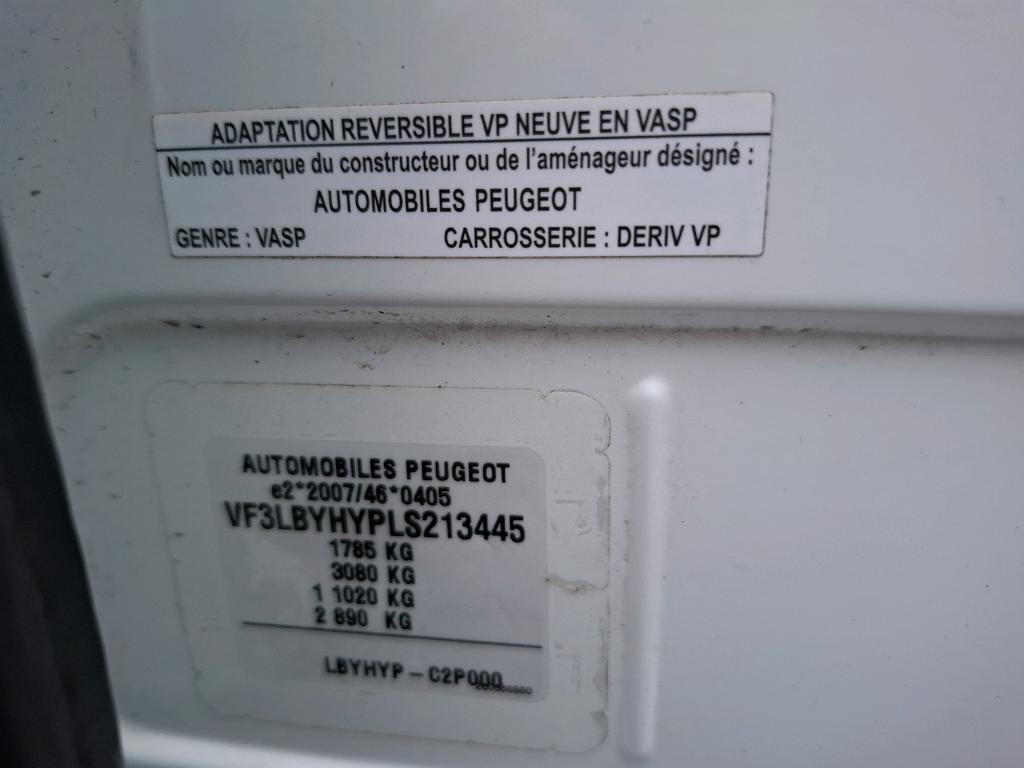 ADAPTATION REVERSIBLE VP NEUVE EN VASP
Nom ou marque du constructeur ou de l'aménageur désigné :
AUTOMOBILES PEUGEOT
GENRE : VASP CARROSSERIE : DERIV VP
AUTOMOBILES PEUGEOT
e2*2007/46*0405
VF3LBYHYPLS213445
1785 KG
3080 KG
1 1020 KG
2 890 KG
LBYHYP - C2P000